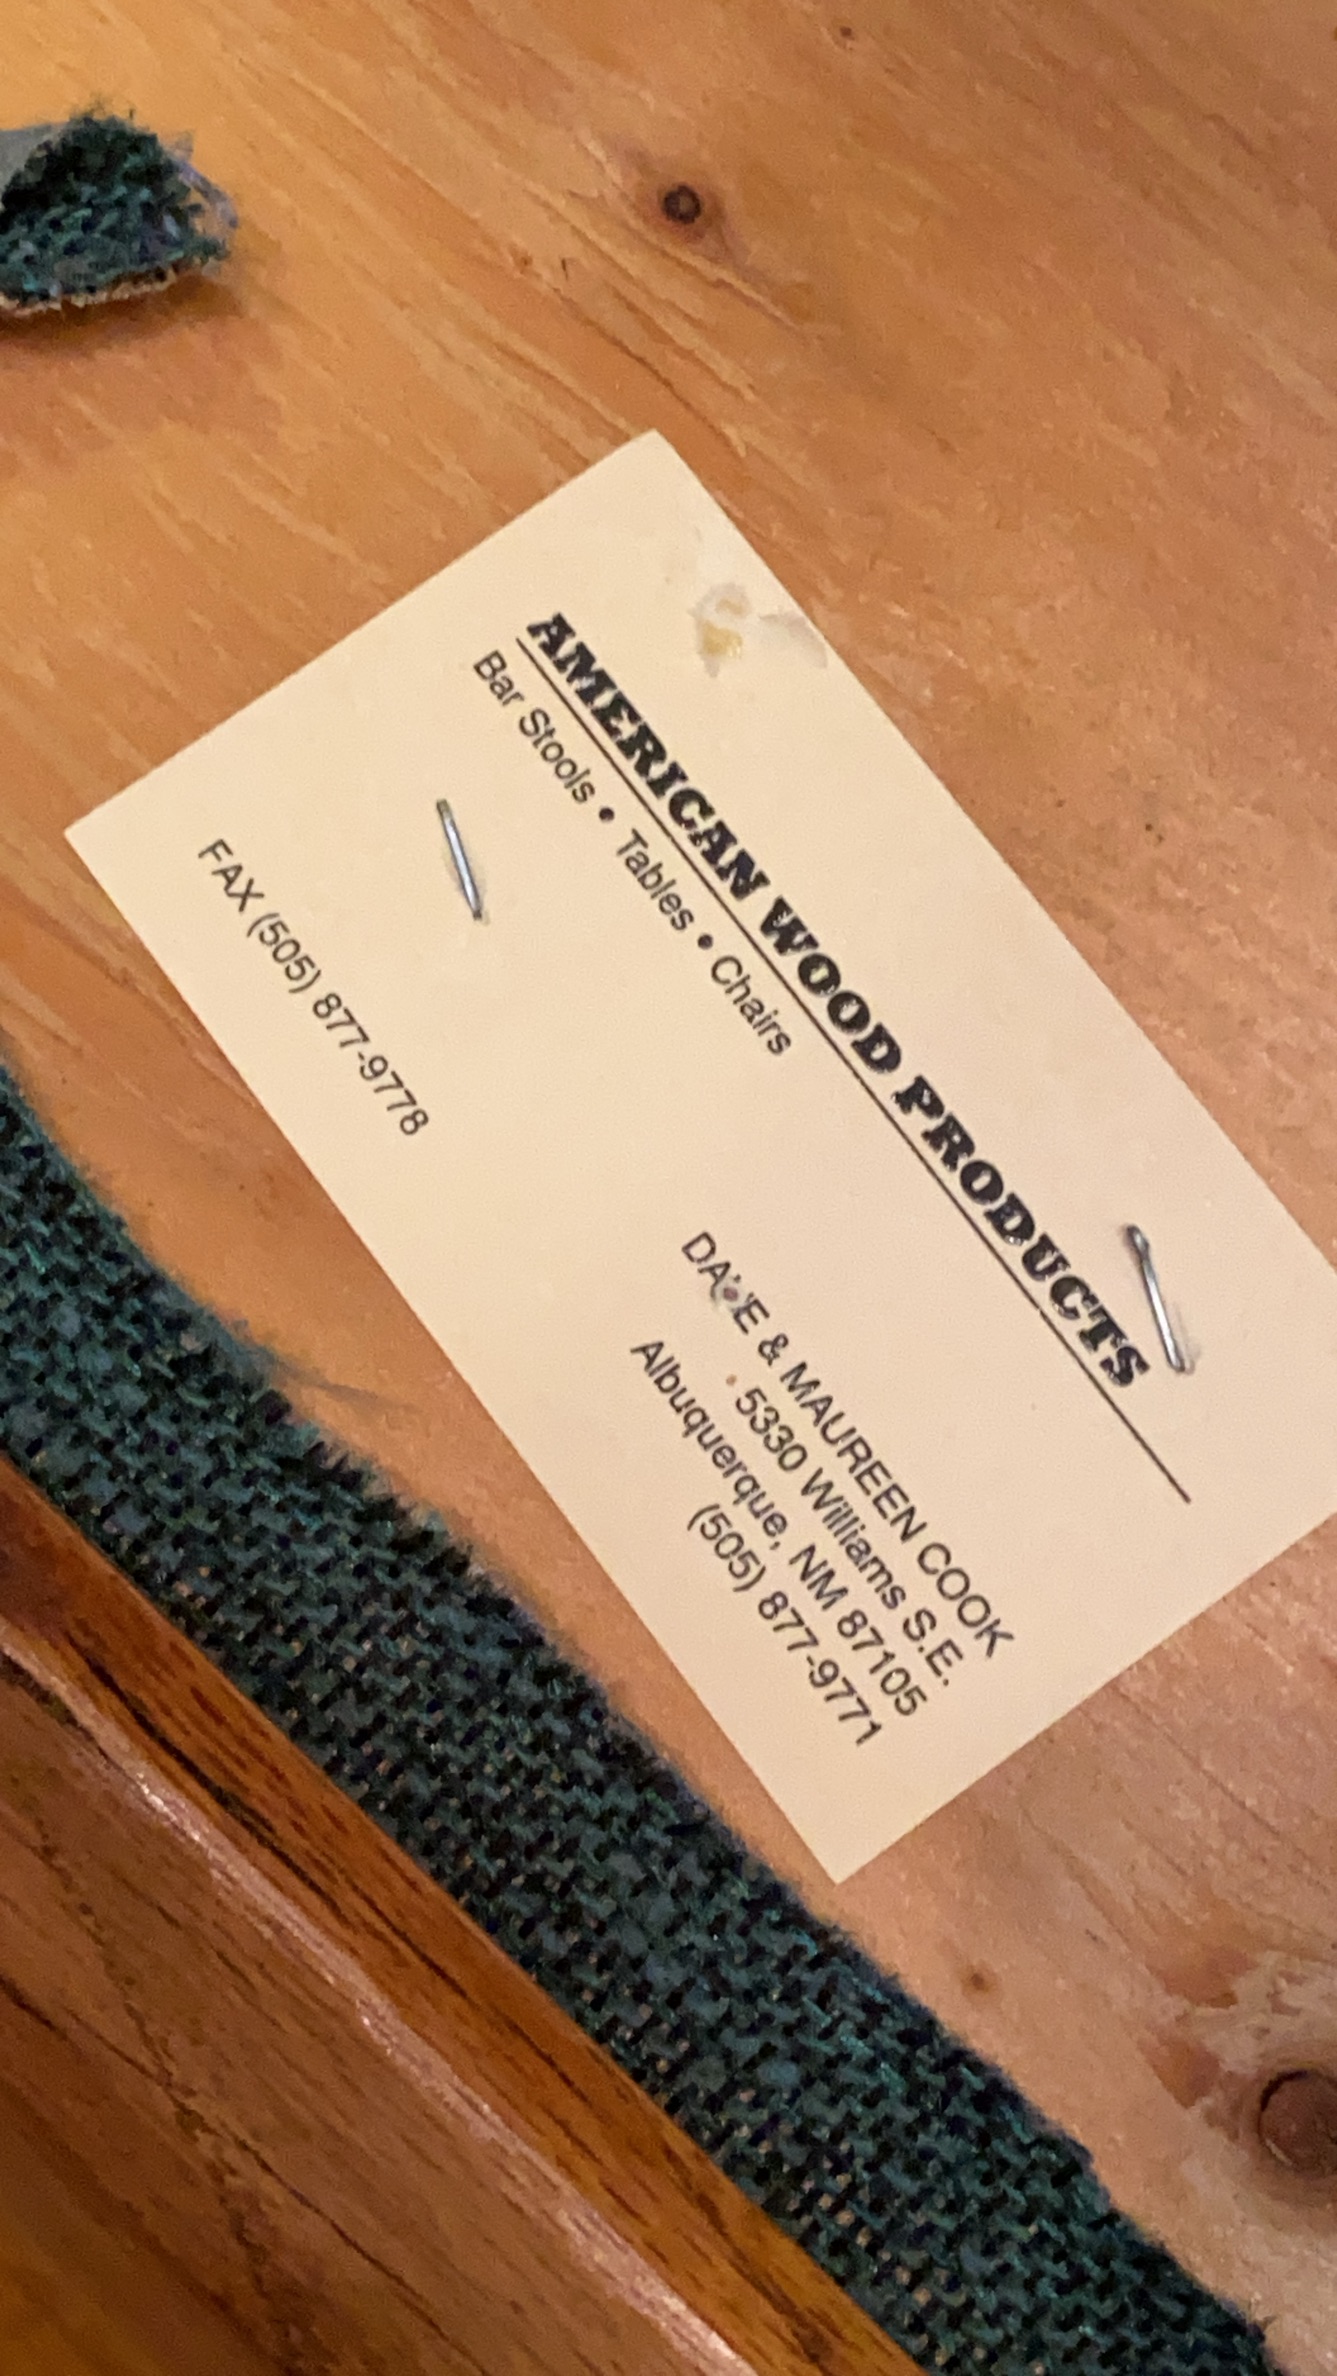 AMERICAN WOOD PRODUCTS
Bar Stools • Tables • Chairs
& MAUREEN COOK
5330 Williams S.E.
Albuquerque, NM 87105
(505) 877-9771
FAX (505) 877-9778